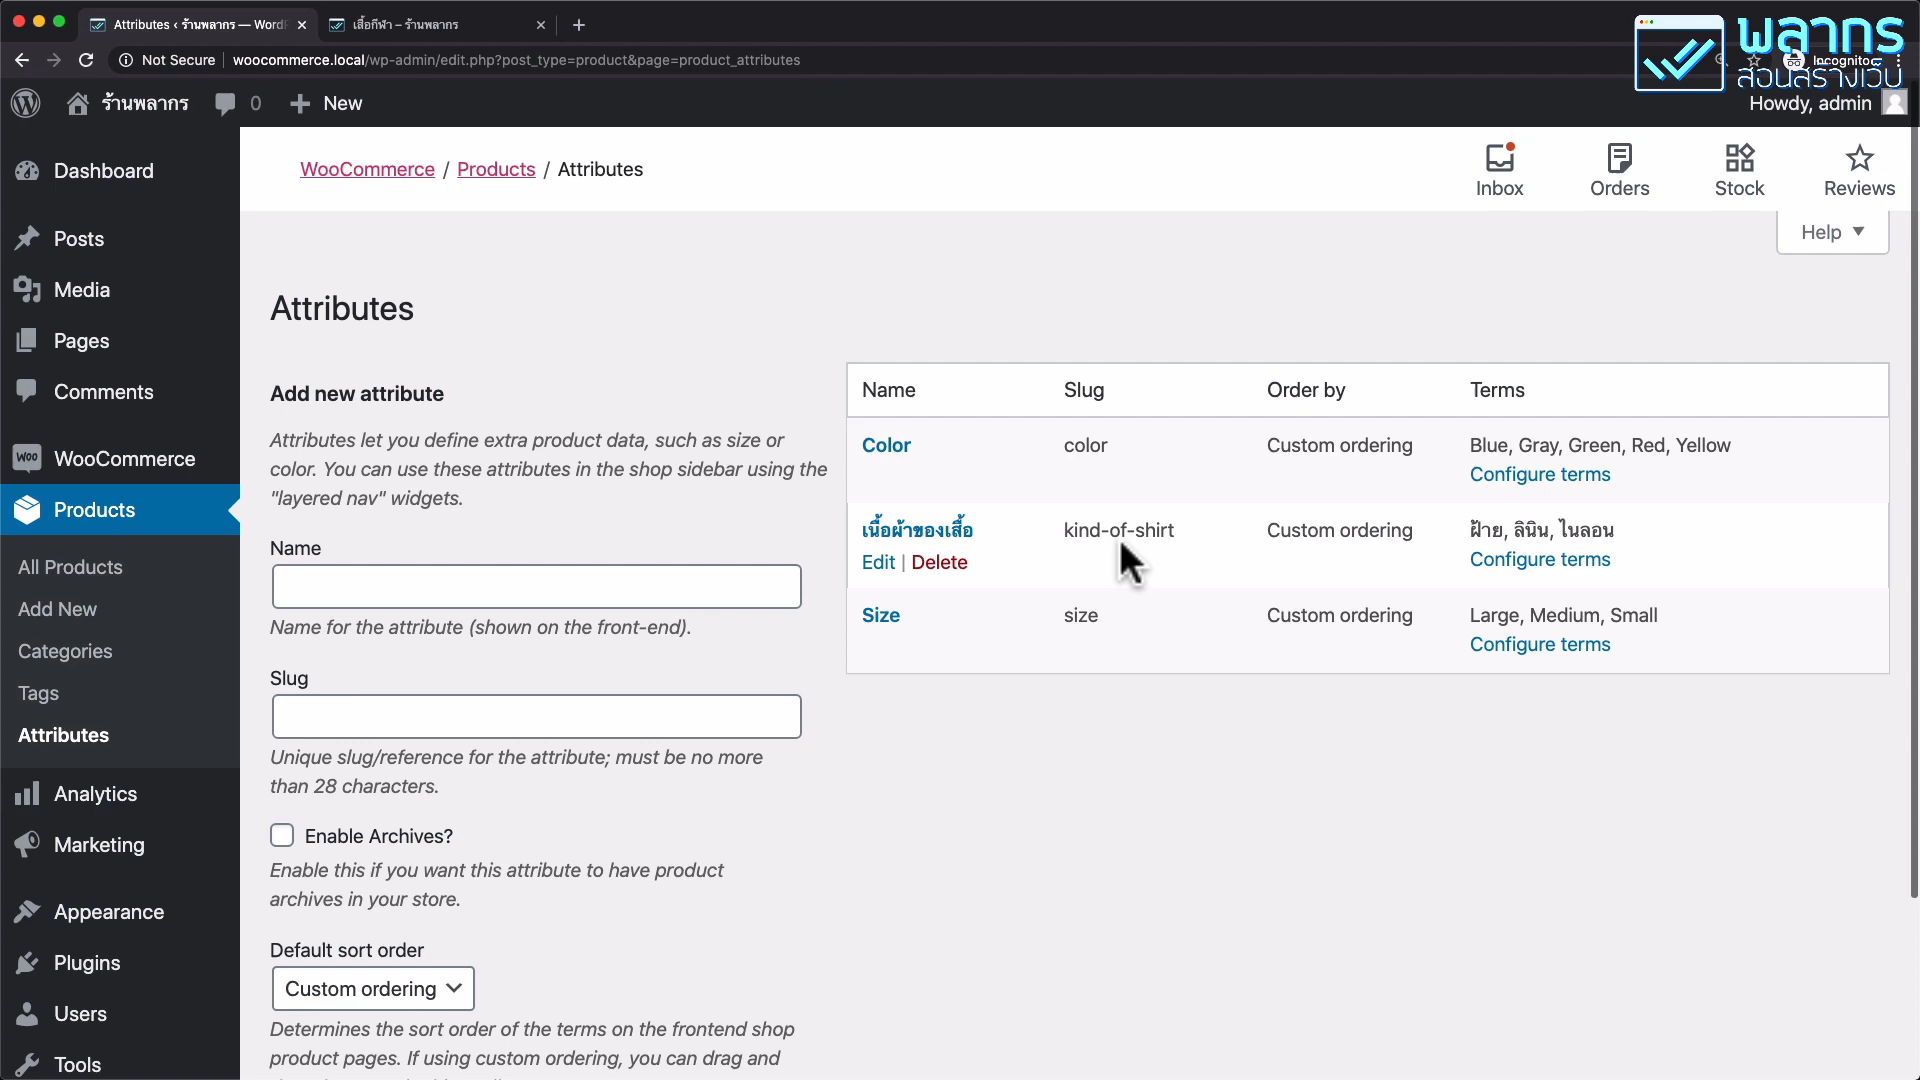 Attributes ‹ ร้านพลากร — WordP
เสื้อกีฬา – ร้านพลากร
Not Secure
woocommerce.local/wp-admin/edit.php?post_type=product&page=product_attributes
Incognito
พลากร
สอนสร้างเว็บ
ร้านพลากร
0
New
Howdy, admin
Dashboard
Posts
Media
Pages
Comments
WooCommerce
Products
All Products
Add New
Categories
Tags
Attributes
Analytics
Marketing
Appearance
Plugins
Users
Tools
WooCommerce / Products / Attributes
Inbox
Orders
Stock
Reviews
Help
Attributes
Add new attribute
Attributes let you define extra product data, such as size or
color. You can use these attributes in the shop sidebar using the
"layered nav" widgets.
Name
Name for the attribute (shown on the front-end).
Slug
Unique slug/reference for the attribute; must be no more
than 28 characters.
Enable Archives?
Enable this if you want this attribute to have product
archives in your store.
Default sort order
Custom ordering
Determines the sort order of the terms on the frontend shop
product pages. If using custom ordering, you can drag and
Name Slug Order by Terms
Color color Custom ordering Blue, Gray, Green, Red, Yellow
Configure terms
เนื้อผ้าของเสื้อ kind-of-shirt Custom ordering ฝ้าย, ลินิน, ไนลอน
Edit | Delete Configure terms
Size size Custom ordering Large, Medium, Small
Configure terms